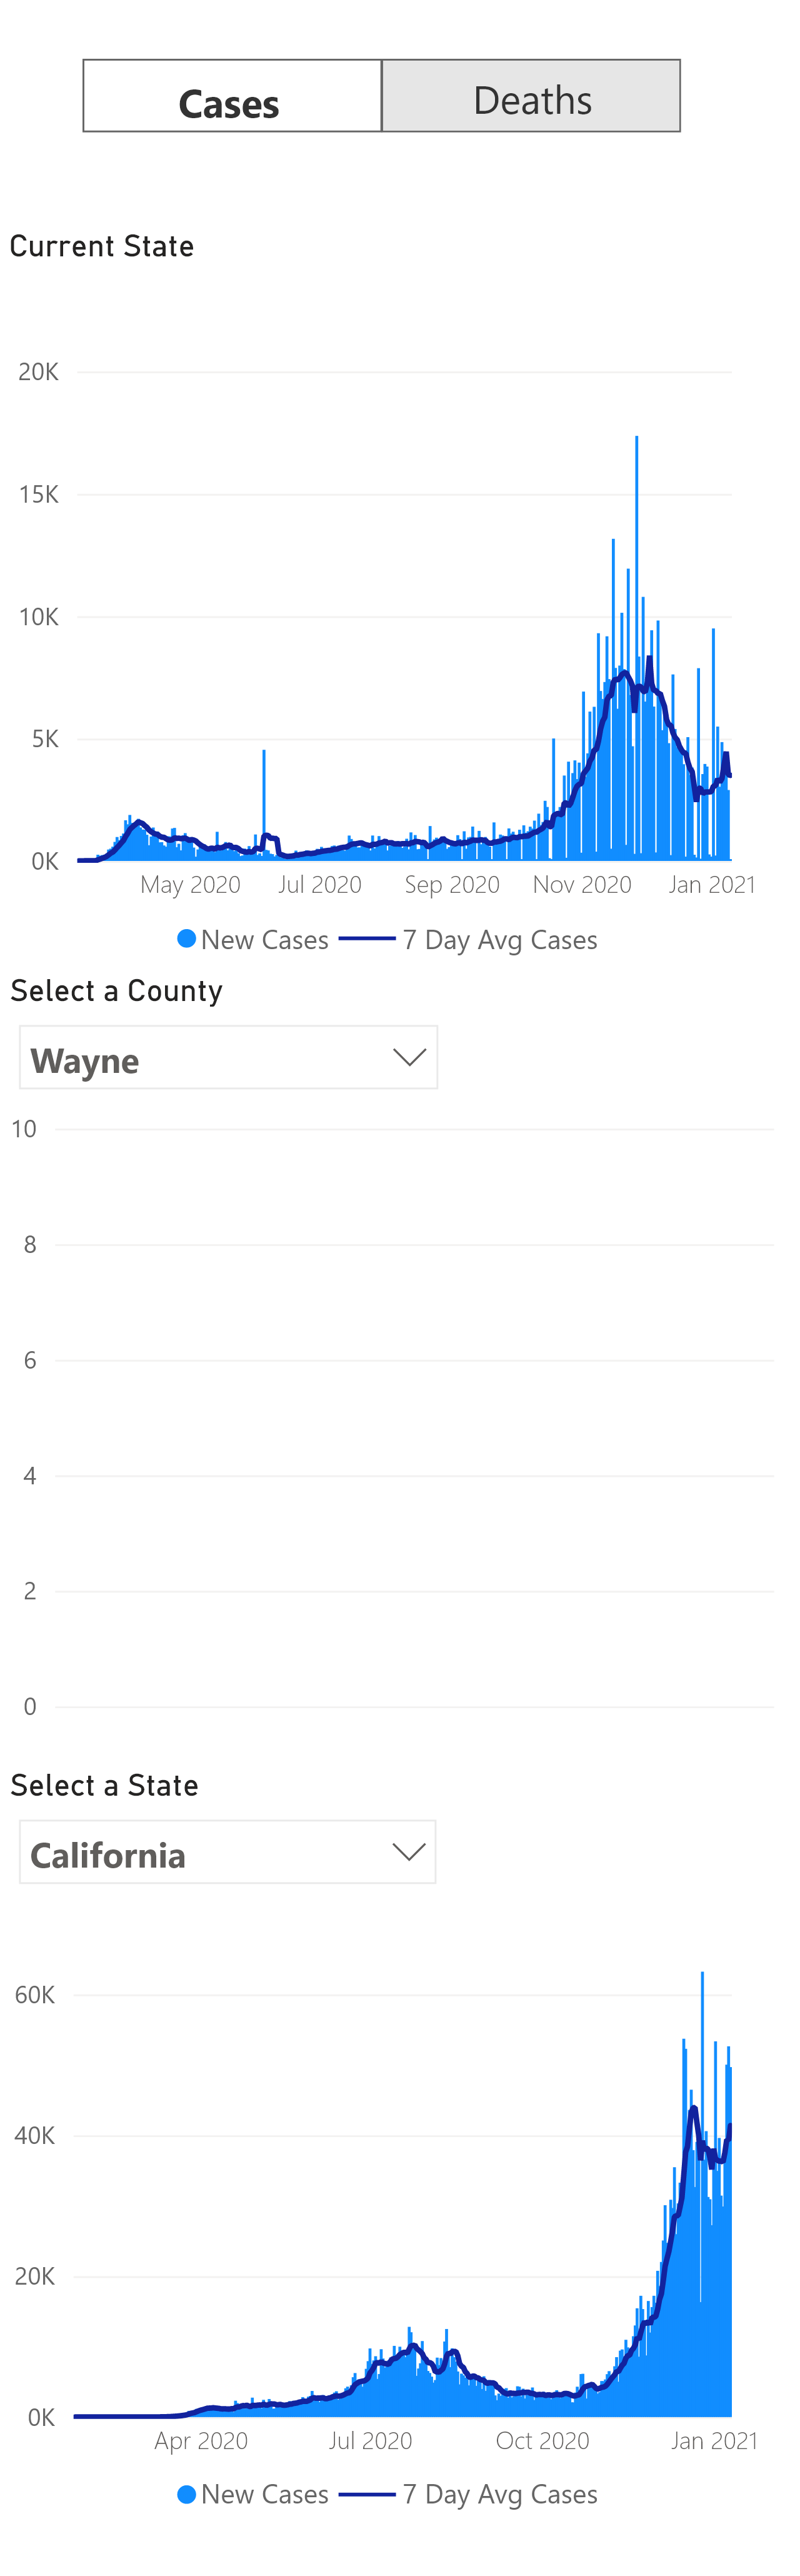 Cases Deaths
Current State
20K
15K
10K
5K
0K
May 2020 Jul 2020 Sep 2020 Nov 2020 Jan 2021
New Cases 7 Day Avg Cases
Select a County
Wayne
10
8
6
4
2
0
Select a State
California
60K
40K
20K
0K
Apr 2020 Jul 2020 Oct 2020 Jan 2021
New Cases 7 Day Avg Cases